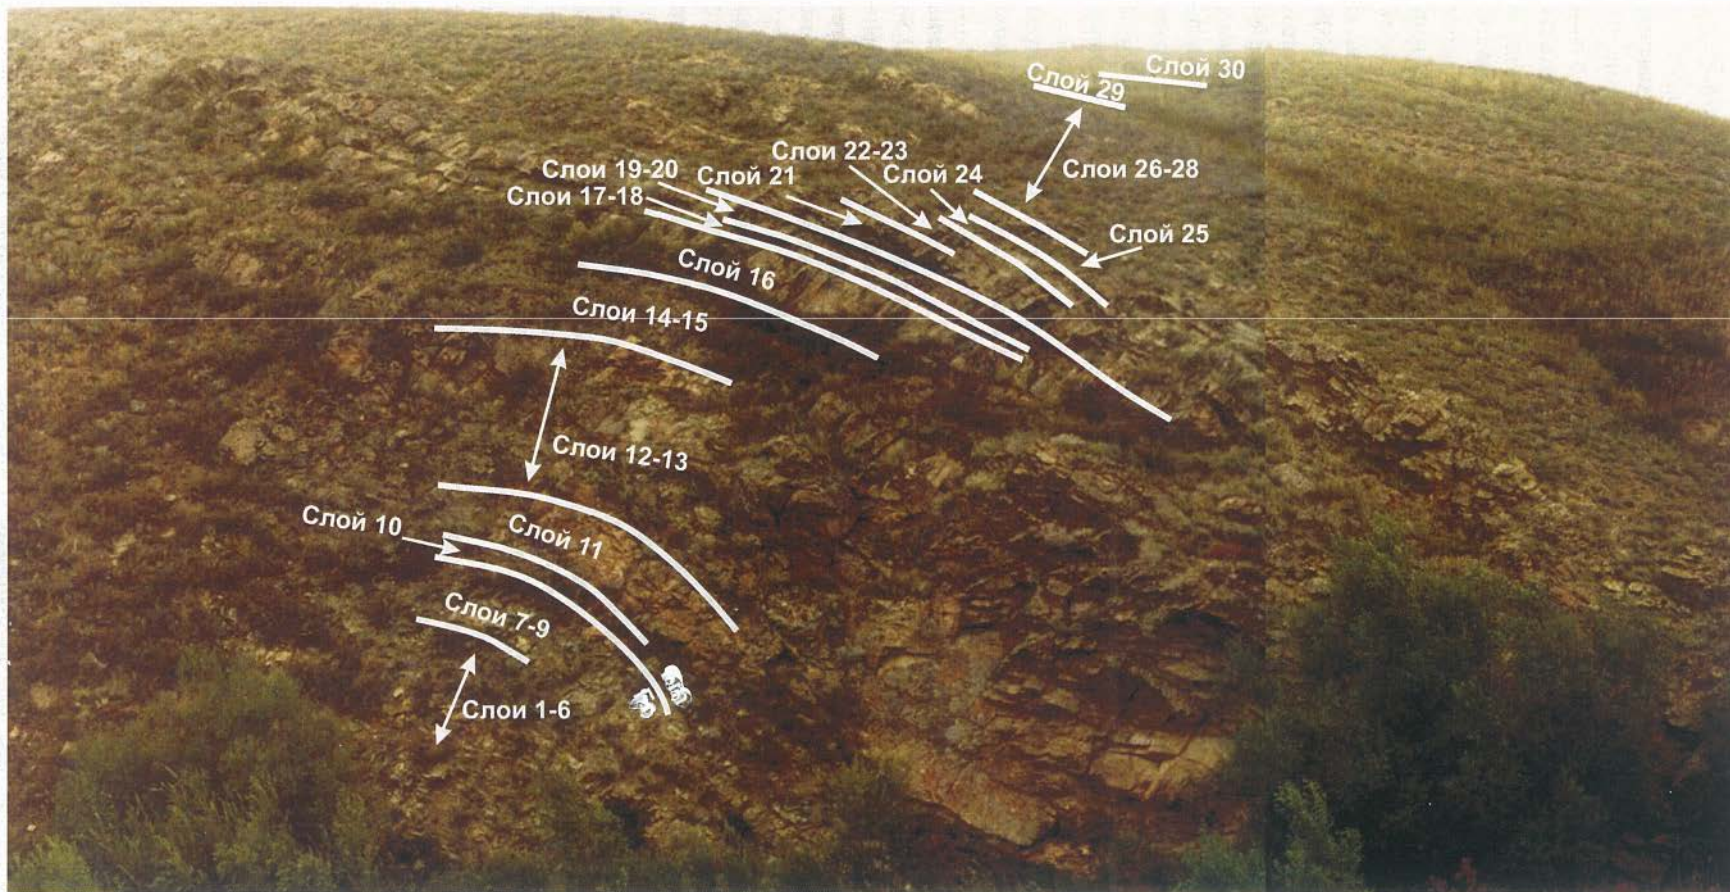 Слой 30
Слой 29
Слои 22-23
Слои 19-20
Слой 21
Слой 24
Слои 26-28
Слои 17-18
Слой 25
Слой 16
Слои 14-15
Слои 12-13
Слой 10
Слой 11
Слои 7-9
Слои 1-6